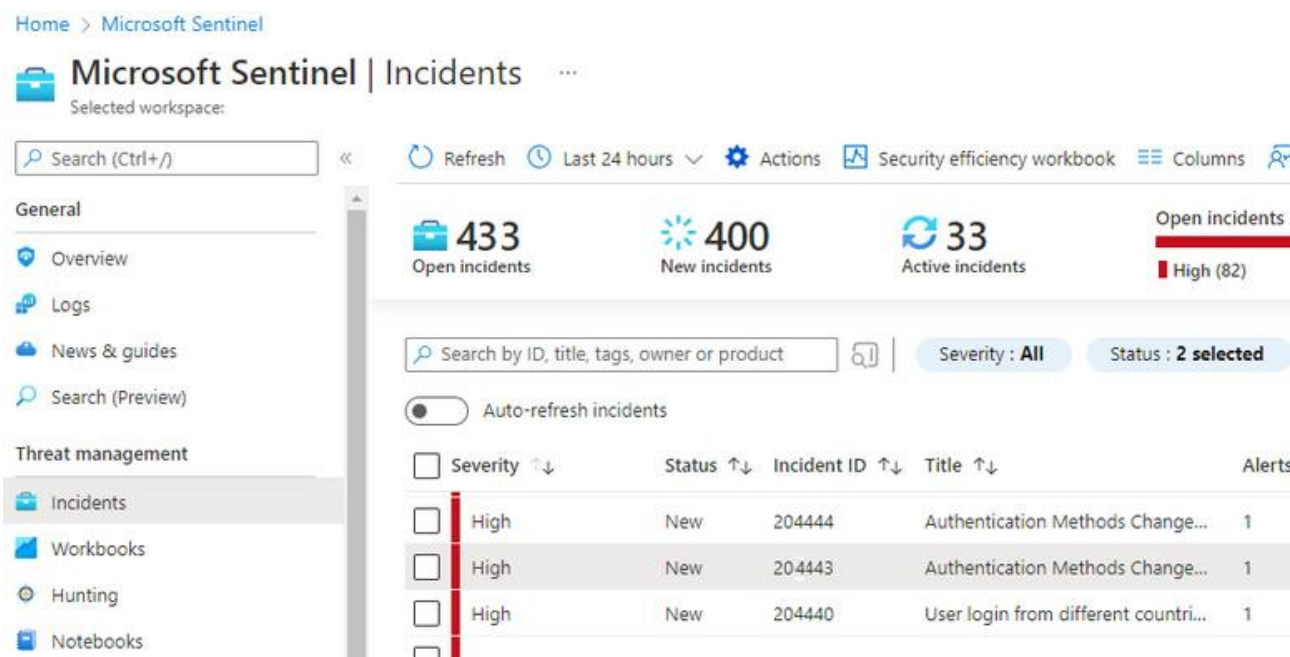 Home > Microsoft Sentinel
Microsoft Sentinel | Incidents ...
Selected workspace:
Search (Ctrl+/) «
General
Overview
Logs
News & guides
Search (Preview)
Threat management
Incidents
Workbooks
Hunting
Notebooks
Refresh Last 24 hours Actions Security efficiency workbook Columns
433 400 33 Open incidents
Open incidents New incidents Active incidents High (82)
Search by ID, title, tags, owner or product Severity : All Status : 2 selected
Auto-refresh incidents
Severity ↑↓ Status ↑↓ Incident ID ↑↓ Title ↑↓ Alerts
High New 204444 Authentication Methods Change... 1
High New 204443 Authentication Methods Change... 1
High New 204440 User login from different countri... 1